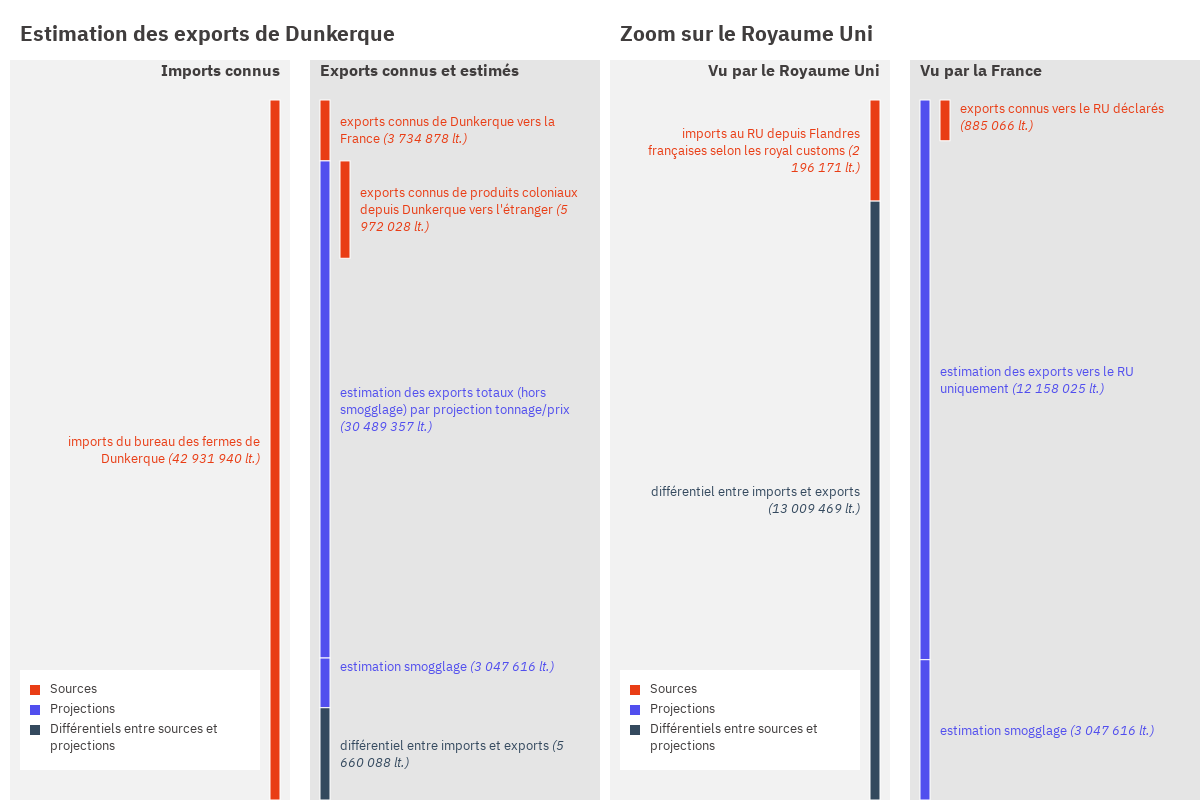 Estimation des exports de Dunkerque
Imports connus
imports du bureau des fermes de
Dunkerque (42 931 940 lt.)
Sources
Projections
Différentiels entre sources et
projections
Exports connus et estimés
exports connus de Dunkerque vers la
France (3 734 878 lt.)
exports connus de produits coloniaux
depuis Dunkerque vers l'étranger (5
972 028 lt.)
estimation des exports totaux (hors
smogglage) par projection tonnage/prix
(30 489 357 lt.)
estimation smogglage (3 047 616 lt.)
différentiel entre imports et exports (5
660 088 lt.)
Zoom sur le Royaume Uni
Vu par le Royaume Uni
imports au RU depuis Flandres
françaises selon les royal customs (2
196 171 lt.)
différentiel entre imports et exports
(13 009 469 lt.)
Sources
Projections
Différentiels entre sources et
projections
Vu par la France
exports connus vers le RU déclarés
(885 066 lt.)
estimation des exports vers le RU
uniquement (12 158 025 lt.)
estimation smogglage (3 047 616 lt.)